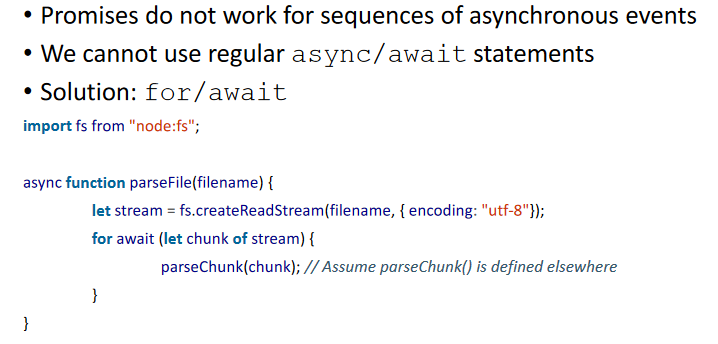 • Promises do not work for sequences of asynchronous events
• We cannot use regular async/await statements
• Solution: for/await
import fs from "node:fs";
async function parseFile(filename) {
let stream = fs.createReadStream(filename, { encoding: "utf-8"});
for await (let chunk of stream) {
parseChunk(chunk); // Assume parseChunk() is defined elsewhere
}
}